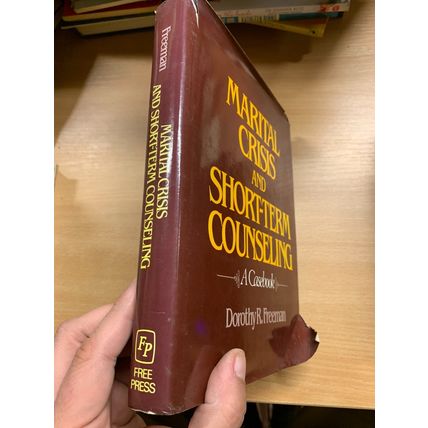 Freeman
MARITAL CRISIS
AND SHORT-TERM COUNSELING
FP
FREE
PRESS
MARITAL
CRISIS
AND
SHORT-TERM
COUNSELING
A Casebook
Dorothy R. Freeman